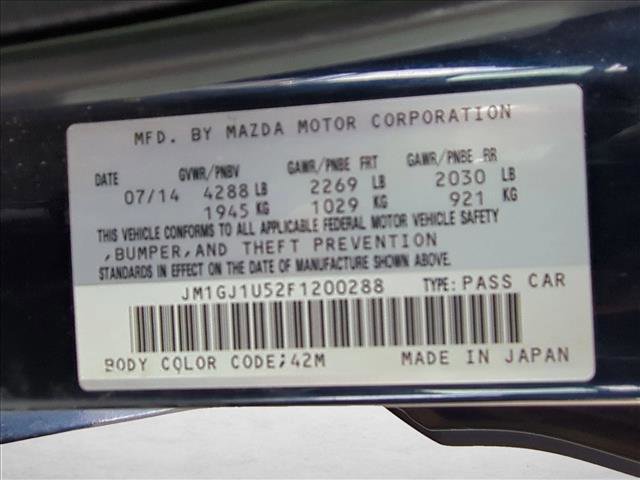 MFD. BY MAZDA MOTOR CORPORATION
DATE GVWR/PNBV GAWR/PNBE FRT GAWR/PNBE RR
07/14 4288 LB 2269 LB 2030 LB
1945 KG 1029 KG 921 KG
THIS VEHICLE CONFORMS TO ALL APPLICABLE FEDERAL MOTOR VEHICLE SAFETY
,BUMPER,AND THEFT PREVENTION
STANDARDS IN EFFECT ON THE DATE OF MANUFACTURE SHOWN ABOVE.
JM1GJ1U52F1200288 TYPE: PASS CAR
BODY COLOR CODE;42M MADE IN JAPAN